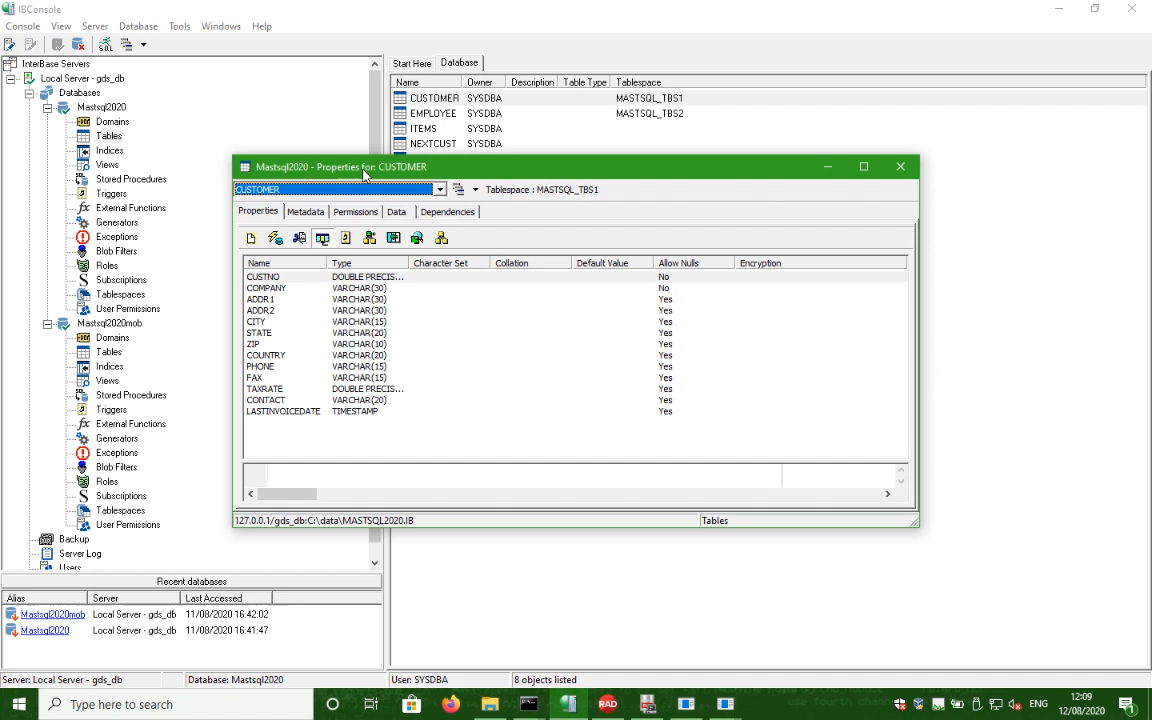 IBConsole
Console View Server Database Tools Windows Help
InterBase Servers
Local Server - gds_db
Databases
Mastsql2020
Domains
Tables
Indices
Views
Stored Procedures
Triggers
External Functions
Generators
Exceptions
Blob Filters
Roles
Subscriptions
Tablespaces
User Permissions
Mastsql2020mob
Domains
Tables
Indices
Views
Stored Procedures
Triggers
External Functions
Generators
Exceptions
Blob Filters
Roles
Subscriptions
Tablespaces
User Permissions
Backup
Server Log
Users
Recent databases
Alias Server Last Accessed
Mastsql2020mob Local Server - gds_db 11/08/2020 16:42:02
Mastsql2020 Local Server - gds_db 11/08/2020 16:41:47
Start Here Database
Name Owner Description Table Type Tablespace
CUSTOMER SYSDBA MASTSQL_TBS1
EMPLOYEE SYSDBA MASTSQL_TBS2
ITEMS SYSDBA
NEXTCUST SYSDBA
Mastsql2020 - Properties for: CUSTOMER
CUSTOMER Tablespace : MASTSQL_TBS1
Properties Metadata Permissions Data Dependencies
Name Type Character Set Collation Default Value Allow Nulls Encryption
CUSTNO DOUBLE PRECIS... No
COMPANY VARCHAR(30) No
ADDR1 VARCHAR(30) Yes
ADDR2 VARCHAR(30) Yes
CITY VARCHAR(15) Yes
STATE VARCHAR(20) Yes
ZIP VARCHAR(10) Yes
COUNTRY VARCHAR(20) Yes
PHONE VARCHAR(15) Yes
FAX VARCHAR(15) Yes
TAXRATE DOUBLE PRECIS... Yes
CONTACT VARCHAR(20) Yes
LASTINVOICEDATE TIMESTAMP Yes
127.0.0.1/gds_db:C:\data\MASTSQL2020.IB Tables
Server: Local Server - gds_db Database: Mastsql2020 User: SYSDBA 8 objects listed
Type here to search
RAD
ENG
12:09
12/08/2020
1